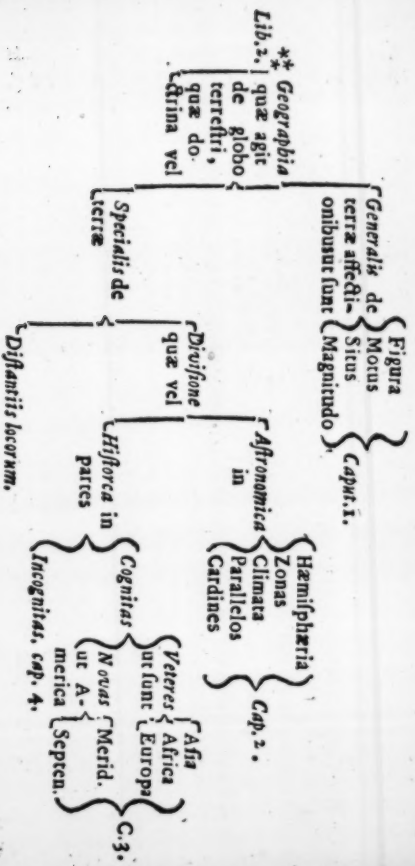 **
Lib.2.
Geographia
quæ agit
de globo
terreſtri,
quæ do-
ctrina vel
Generalis de
terræ affecti-
onibus ut ſunt
Figura
Motus
Situs
Magnitudo
Caput.1.
Specialis de
terræ
Diviſione
quæ vel
Aſtronomica
in
Hæmiſphæria
Zonas
Climata
Parallelos
Cardines
Cap.2.
Hiſtorca in
partes
Cognitas
Veteres
ut ſunt
Aſia
Africa
Europa
Novas
ut A-
merica
Merid.
Septen.
C.3.
Incognitas. cap. 4.
Diſtantiis locorum.